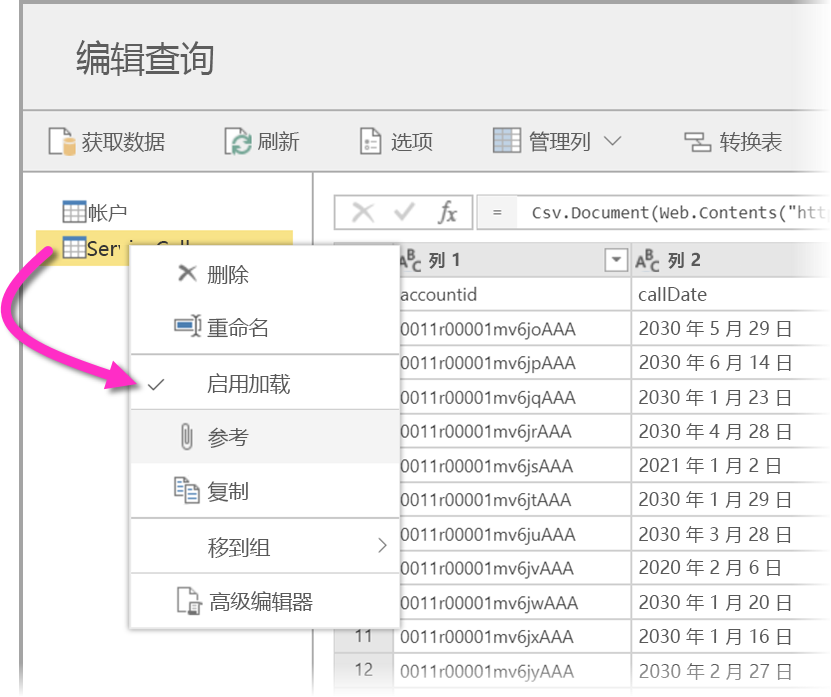 编辑查询
获取数据 刷新 选项 管理列 转换表
帐户
fx = Csv.Document(Web.Contents("htt
删除
重命名
启用加载
参考
复制
移到组
高级编辑器
ABC 列 1 ABC 列 2
accountid callDate
0011r00001mv6joAAA 2030 年 5 月 29 日
0011r00001mv6jpAAA 2030 年 6 月 14 日
0011r00001mv6jqAAA 2030 年 1 月 23 日
0011r00001mv6jrAAA 2030 年 4 月 28 日
0011r00001mv6jsAAA 2021 年 1 月 2 日
0011r00001mv6jtAAA 2030 年 1 月 29 日
0011r00001mv6juAAA 2030 年 3 月 28 日
0011r00001mv6jvAAA 2020 年 2 月 6 日
0011r00001mv6jwAAA 2030 年 1 月 20 日
11 0011r00001mv6jxAAA 2030 年 1 月 16 日
12 0011r00001mv6jyAAA 2030 年 2 月 27 日